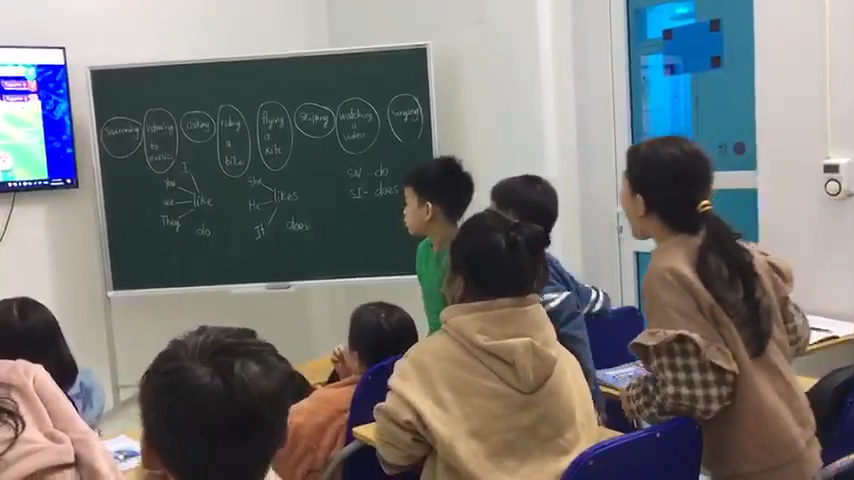 Swimming listening to music cooking riding a bike flying a kite skipping watching a video singing
I
You
we
They
like
do
She
He
It
likes
does
SN - do
SI - does